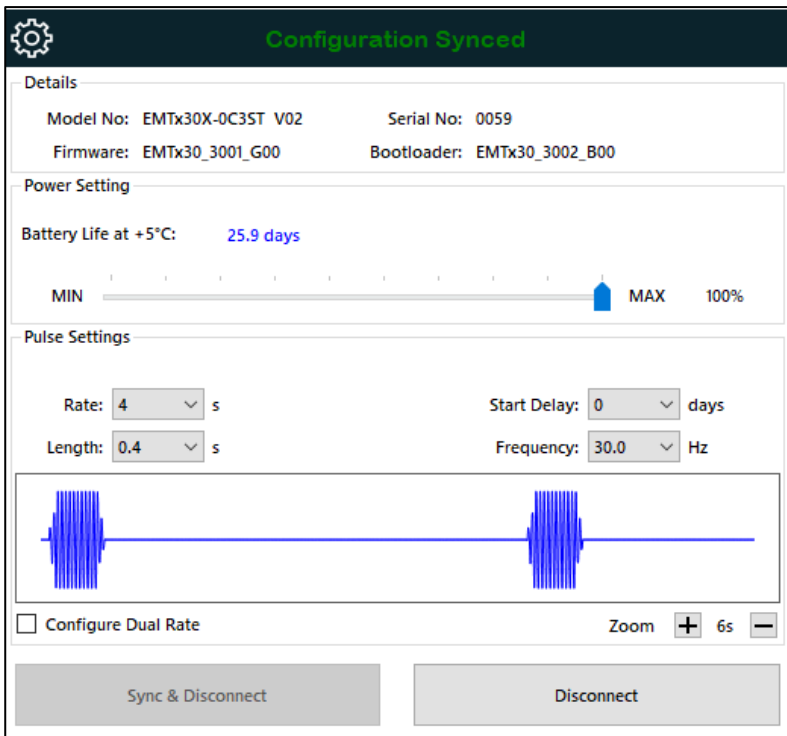 Configuration Synced
Details
Model No: EMTx30X-0C3ST V02 Serial No: 0059
Firmware: EMTx30_3001_G00 Bootloader: EMTx30_3002_B00
Power Setting
Battery Life at +5°C: 25.9 days
MIN MAX 100%
Pulse Settings
Rate: 4 s Start Delay: 0 days
Length: 0.4 s Frequency: 30.0 Hz
Configure Dual Rate Zoom + 6s −
Sync & Disconnect Disconnect